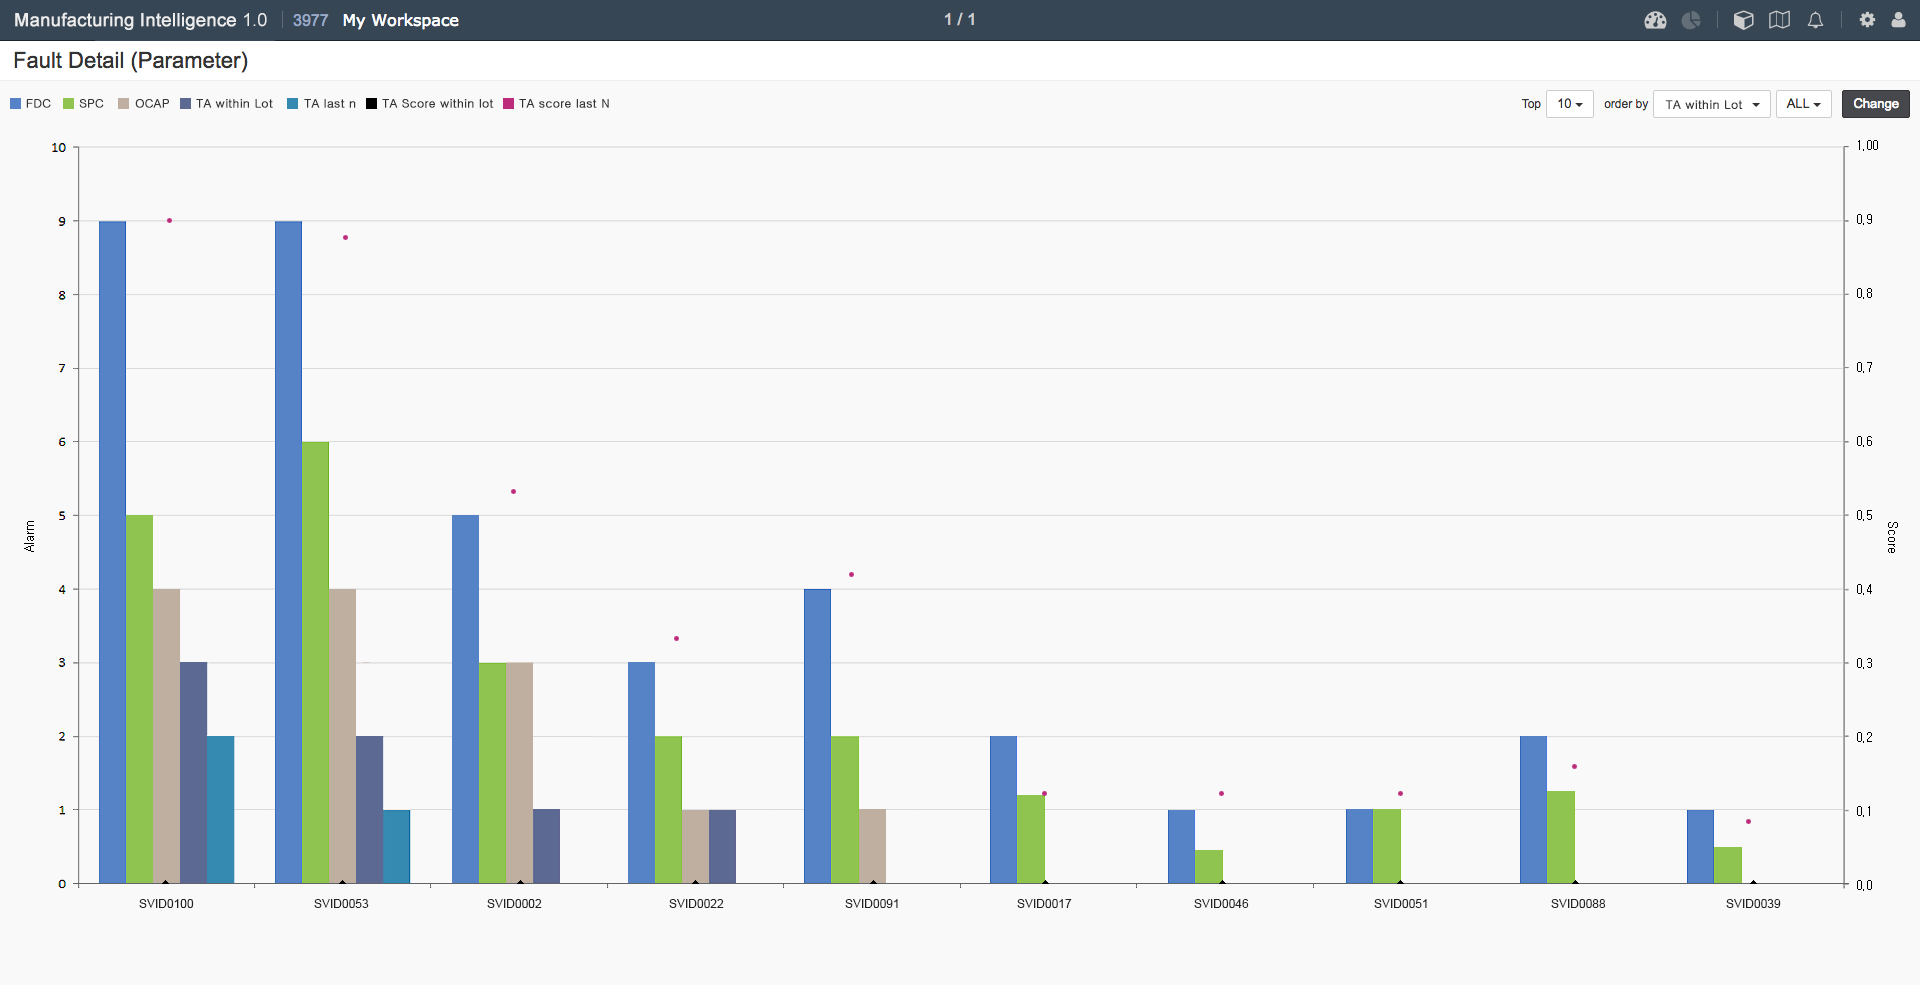 Manufacturing Intelligence 1.0 3977 My Workspace 1 / 1
Fault Detail (Parameter)
FDC SPC OCAP TA within Lot TA last n TA Score within lot TA score last N Top 10 order by TA within Lot ALL Change
10 1.00
9 0.9
8 0.8
7 0.7
6 0.6
5 0.5
Alarm Score
4 0.4
3 0.3
2 0.2
1 0.1
0 0.0
SVID0100 SVID0053 SVID0002 SVID0022 SVID0091 SVID0017 SVID0046 SVID0051 SVID0088 SVID0039